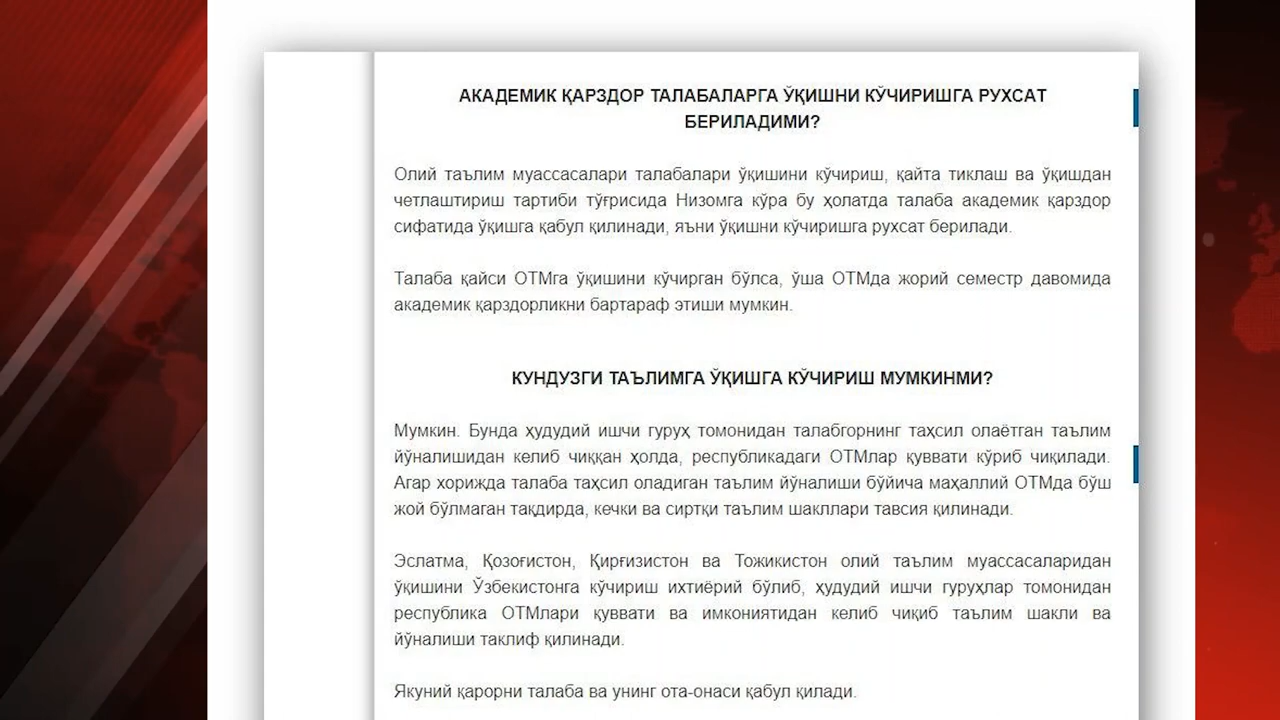 АКАДЕМИК ҚАРЗДОР ТАЛАБАЛАРГА ЎҚИШНИ КЎЧИРИШГА РУХСАТ
БЕРИЛАДИМИ?
Олий таълим муассасалари талабалари ўқишини кўчириш, қайта тиклаш ва ўқишдан
четлаштириш тартиби тўғрисида Низомга кўра бу ҳолатда талаба академик қарздор
сифатида ўқишга қабул қилинади, яъни ўқишни кўчиришга рухсат берилади.
Талаба қайси ОТМга ўқишини кўчирган бўлса, ўша ОТМда жорий семестр давомида
академик қарздорликни бартараф этиши мумкин.
КУНДУЗГИ ТАЪЛИМГА ЎҚИШГА КЎЧИРИШ МУМКИНМИ?
Мумкин. Бунда ҳудудий ишчи гуруҳ томонидан талабгорнинг таҳсил олаётган таълим
йўналишидан келиб чиққан ҳолда, республикадаги ОТМлар қуввати кўриб чиқилади.
Агар хорижда талаба таҳсил оладиган таълим йўналиши бўйича маҳаллий ОТМда бўш
жой бўлмаган тақдирда, кечки ва сиртқи таълим шакллари тавсия қилинади.
Эслатма, Қозоғистон, Қирғизистон ва Тожикистон олий таълим муассасаларидан
ўқишини Ўзбекистонга кўчириш ихтиёрий бўлиб, ҳудудий ишчи гуруҳлар томонидан
республика ОТМлари қуввати ва имкониятидан келиб чиқиб таълим шакли ва
йўналиши таклиф қилинади.
Якуний қарорни талаба ва унинг ота-онаси қабул қилади.